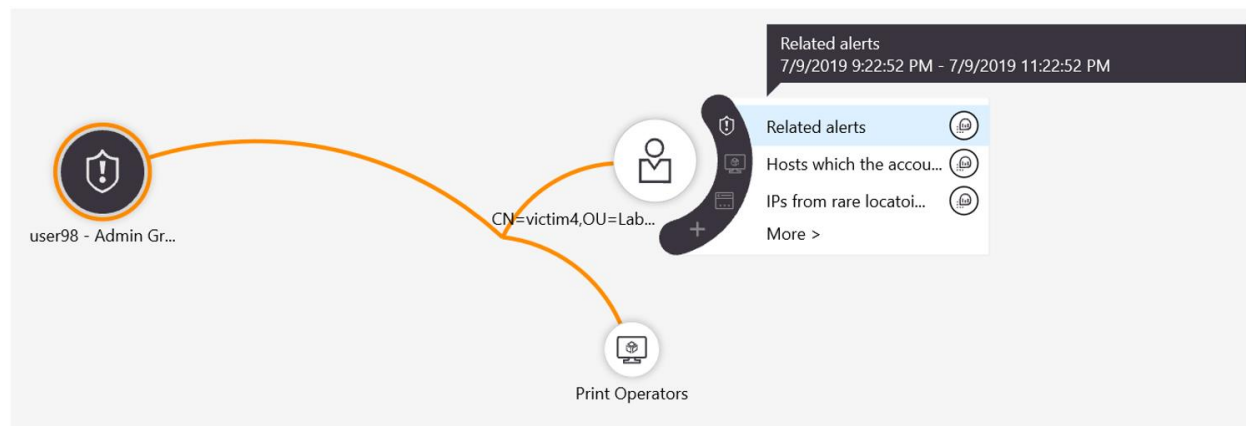 Related alerts
7/9/2019 9:22:52 PM - 7/9/2019 11:22:52 PM
Related alerts
Hosts which the accou...
IPs from rare locatoi...
More >
CN=victim4,OU=Lab...
user98 - Admin Gr...
Print Operators